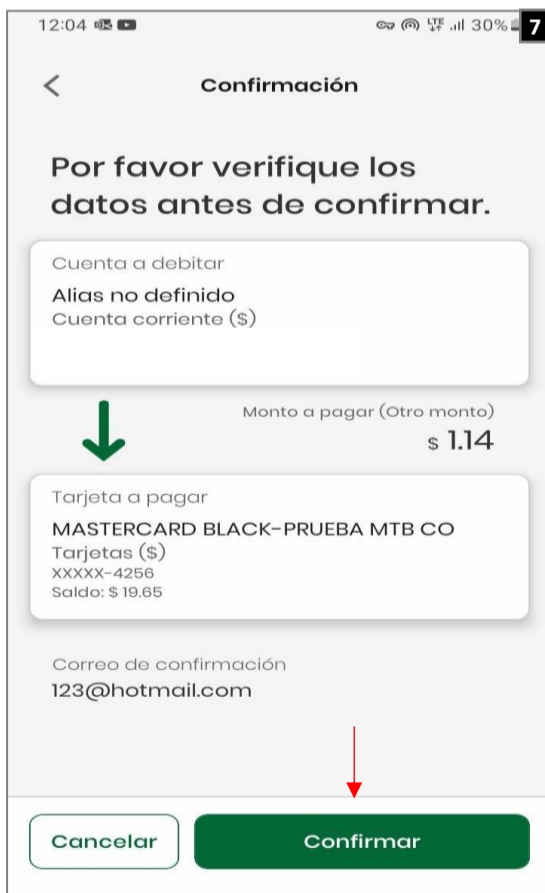 12:04
LTE
30%
7
Confirmación
Por favor verifique los
datos antes de confirmar.
Cuenta a debitar
Alias no definido
Cuenta corriente ($)
Monto a pagar (Otro monto)
$ 1.14
Tarjeta a pagar
MASTERCARD BLACK-PRUEBA MTB CO
Tarjetas ($)
XXXXX-4256
Saldo: $ 19.65
Correo de confirmación
123@hotmail.com
Cancelar
Confirmar